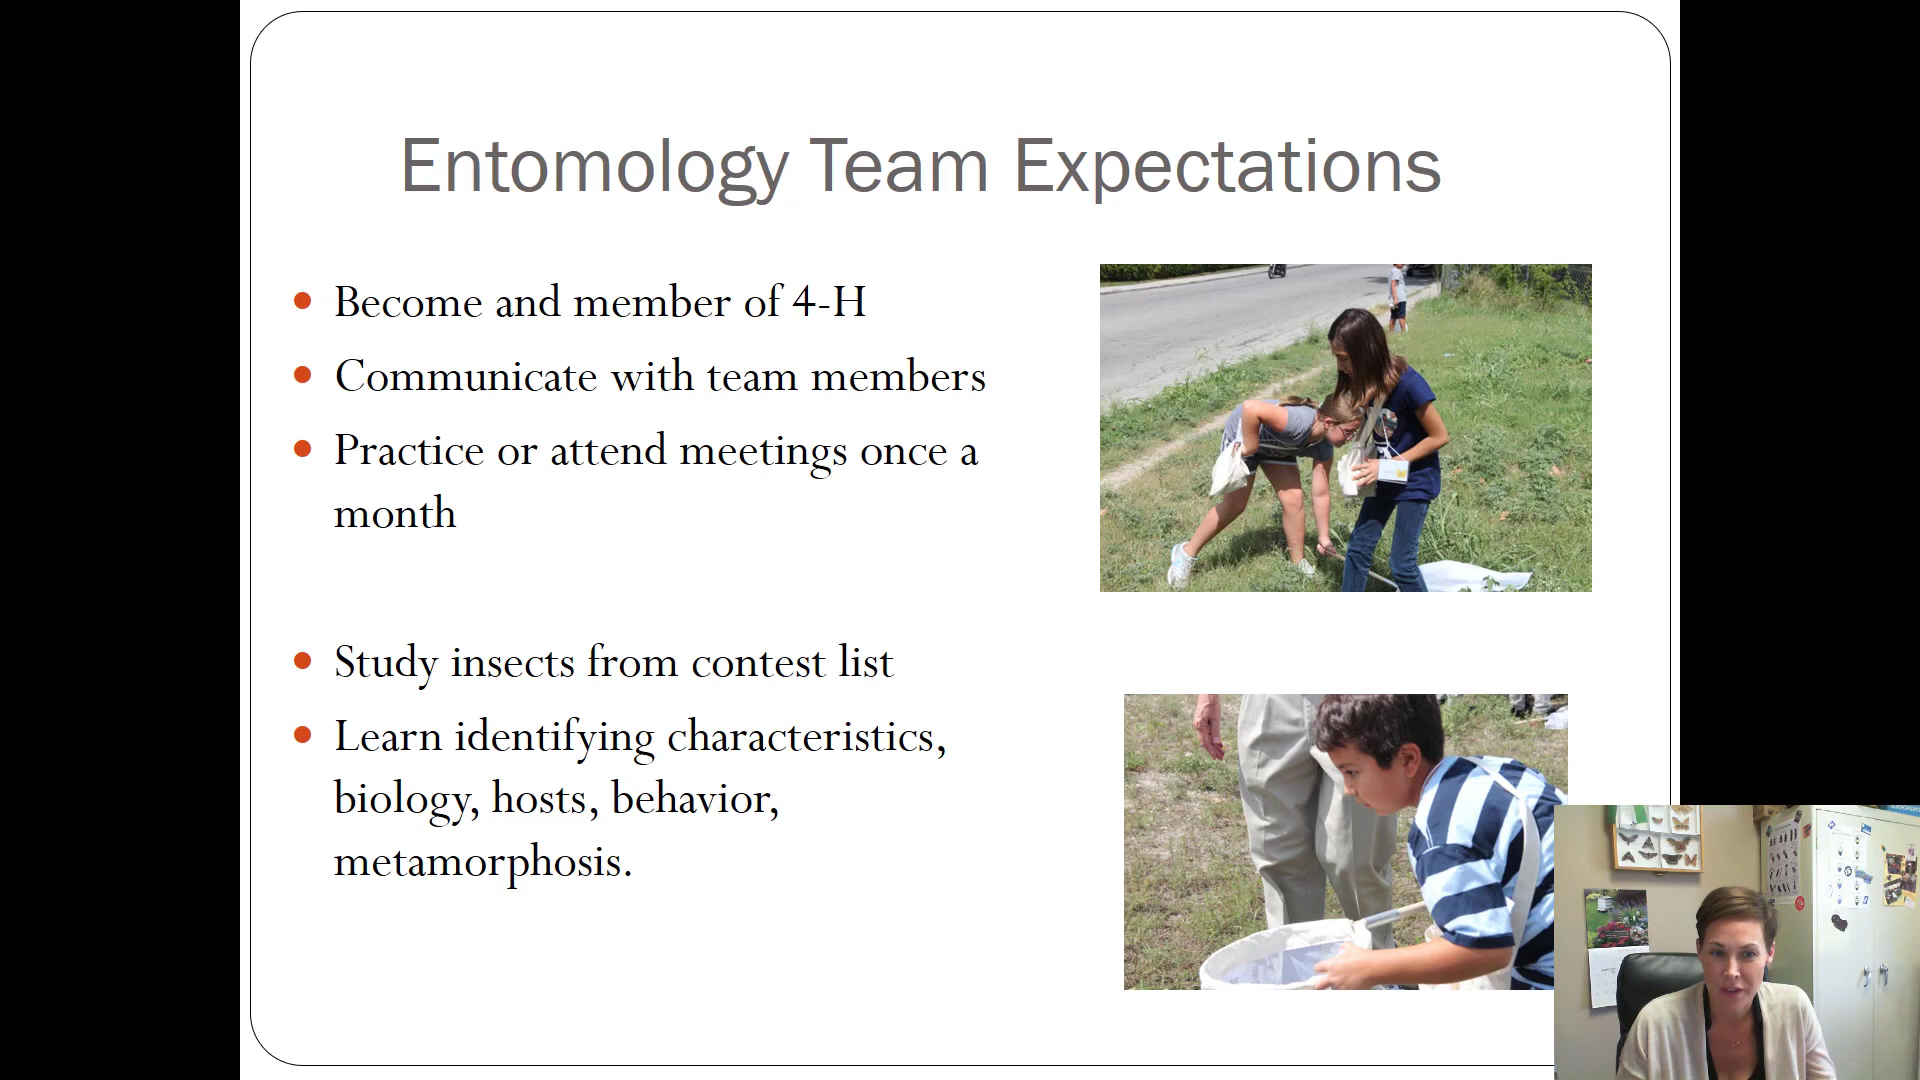 Entomology Team Expectations
• Become and member of 4-H
• Communicate with team members
• Practice or attend meetings once a
month
• Study insects from contest list
• Learn identifying characteristics,
biology, hosts, behavior,
metamorphosis.